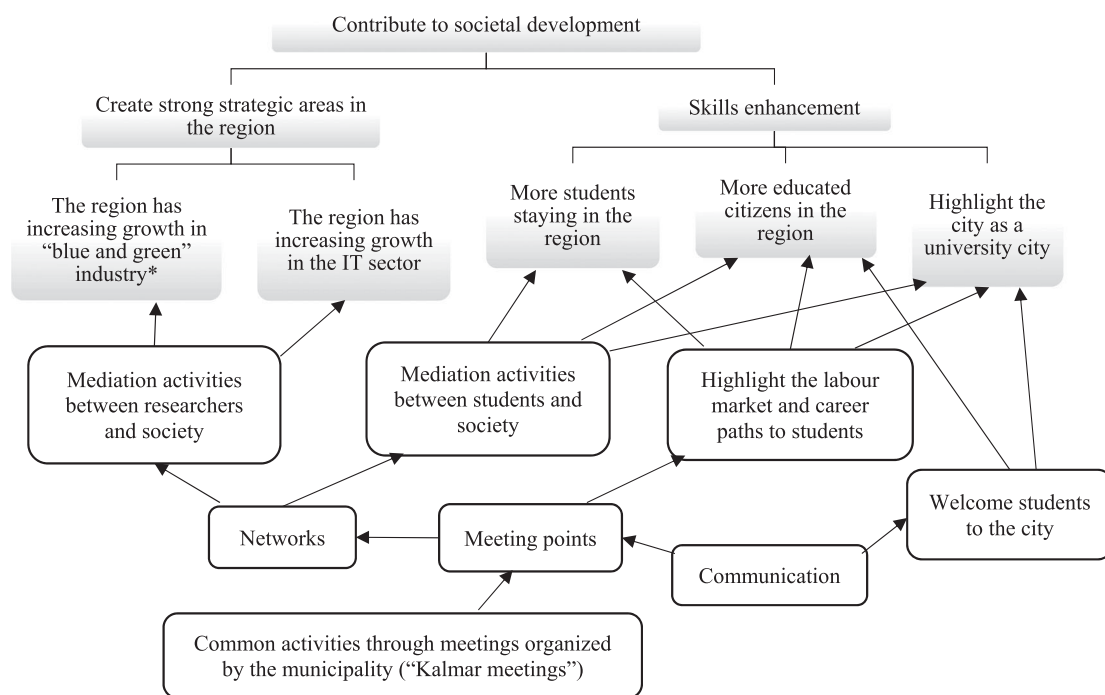 Contribute to societal development
Create strong strategic areas in
the region
Skills enhancement
The region has
increasing growth in
“blue and green”
industry*
The region has
increasing growth
in the IT sector
More students
staying in the
region
More educated
citizens in the
region
Highlight the
city as a
university city
Mediation activities
between researchers
and society
Mediation activities
between students and
society
Highlight the labour
market and career
paths to students
Welcome students
to the city
Networks
Meeting points
Communication
Common activities through meetings organized
by the municipality (“Kalmar meetings”)